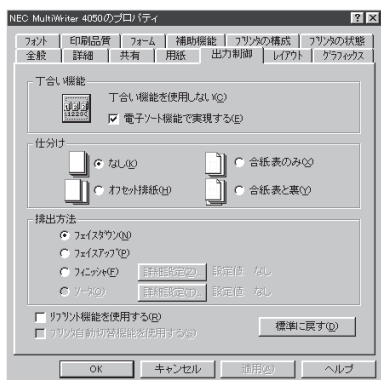 NEC MultiWriter 4050のプロパティ
フォント 印刷品質 フォーム 補助機能 プリンタの構成 プリンタの状態
全般 詳細 共有 用紙 出力制御 レイアウト グラフィックス
丁合い機能
丁合い機能を使用しない(C)
電子ソート機能で実現する(E)
仕分け
なし(K) 合紙表のみ(X)
オフセット排紙(H) 合紙表と裏(Y)
排出方法
フェイスダウン(N)
フェイスアップ(P)
フィニッシャ(F) 詳細設定(Z)... 設定値 なし
ソータ(O) 詳細設定(T)... 設定値 なし
リプリント機能を使用する(R)
プリンタ自動切替機能を使用する(S)
標準に戻す(D)
OK キャンセル 適用(A) ヘルプ